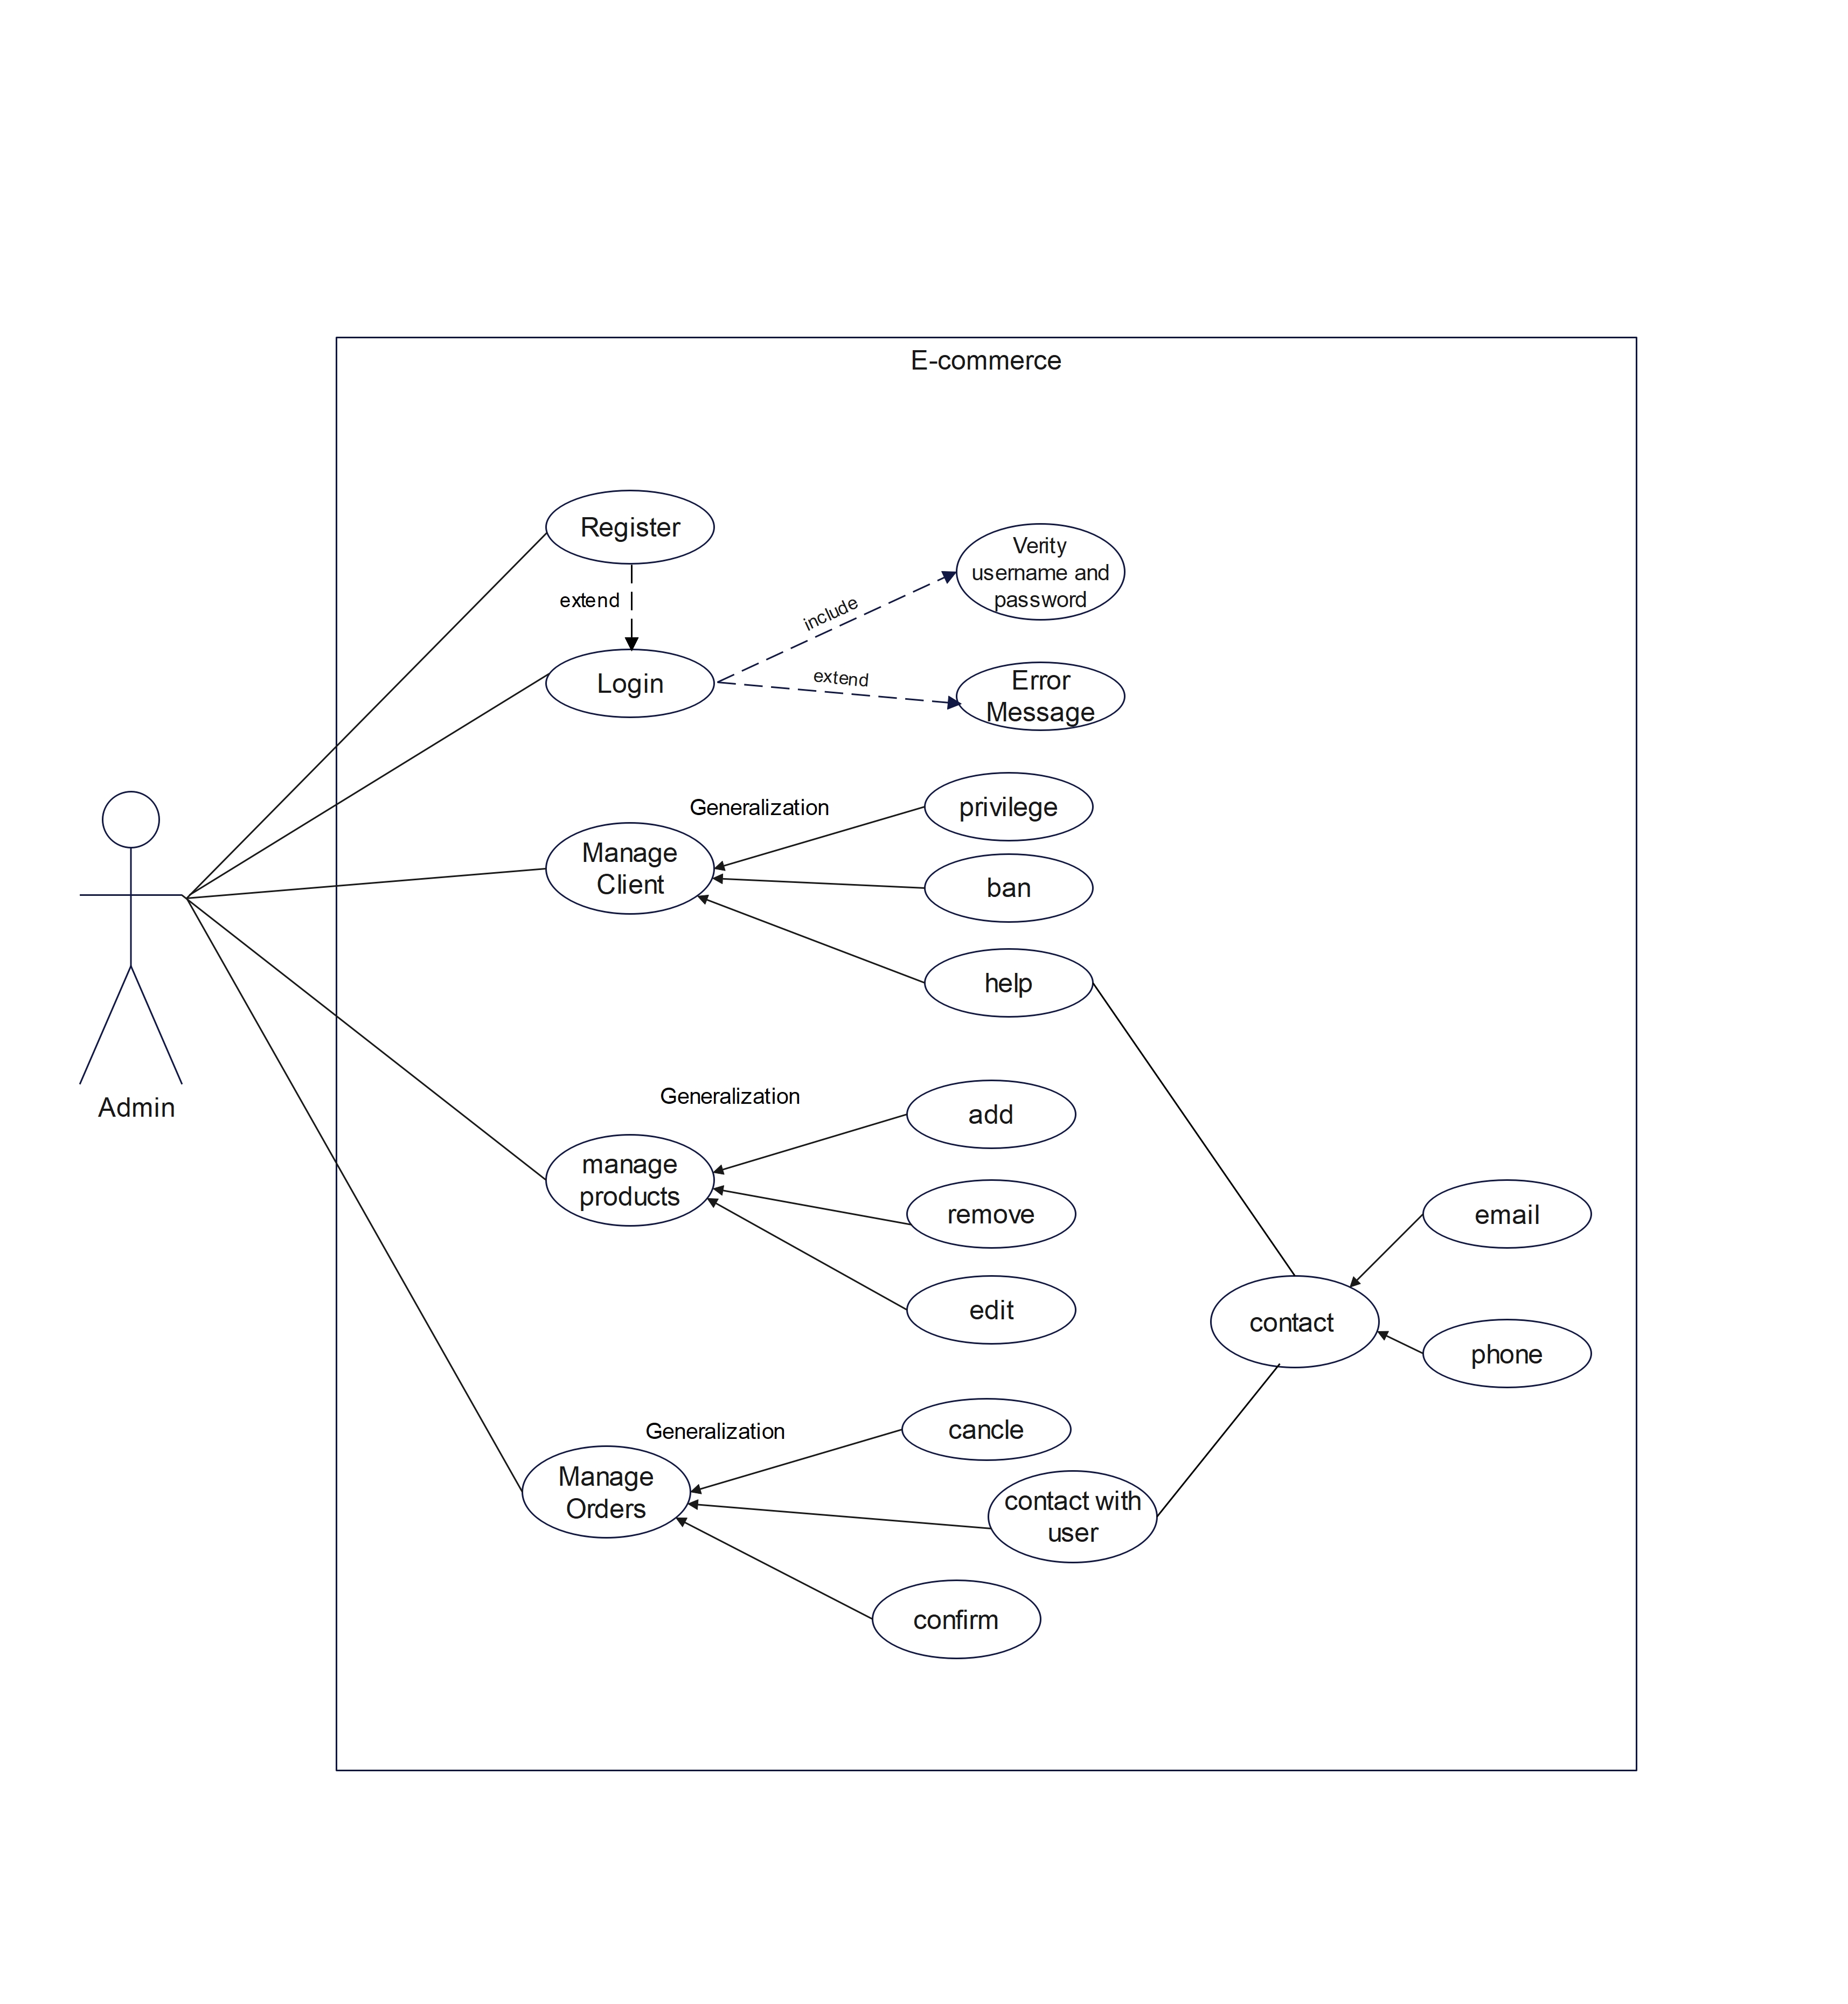 E-commerce
Register
extend
Login
include
Verity
username and
password
extend
Error
Message
Admin
Generalization
Manage
Client
privilege
ban
help
Generalization
manage
products
add
remove
edit
email
contact
phone
Generalization
Manage
Orders
cancle
contact with
user
confirm